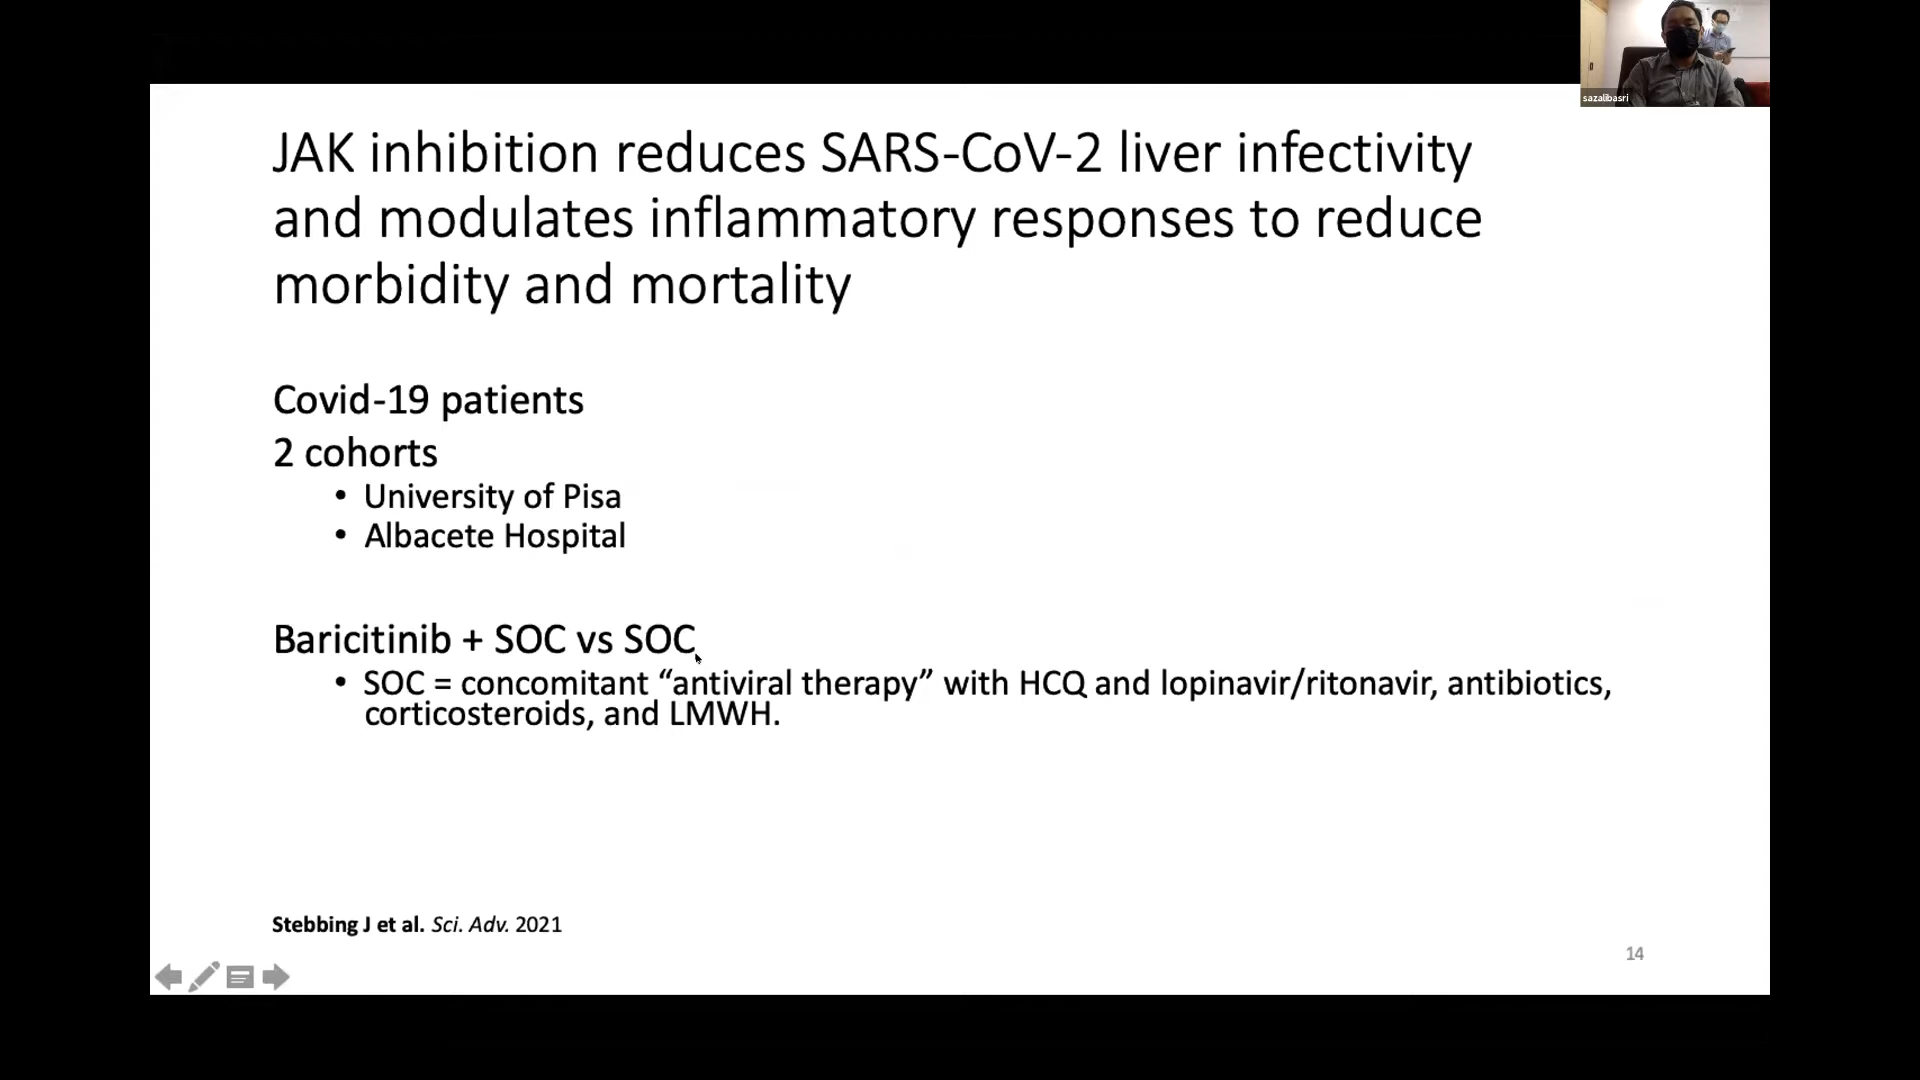 sazalibasri
JAK inhibition reduces SARS-CoV-2 liver infectivity
and modulates inflammatory responses to reduce
morbidity and mortality
Covid-19 patients
2 cohorts
• University of Pisa
• Albacete Hospital
Baricitinib + SOC vs SOC
• SOC = concomitant “antiviral therapy” with HCQ and lopinavir/ritonavir, antibiotics,
corticosteroids, and LMWH.
Stebbing J et al. Sci. Adv. 2021
14